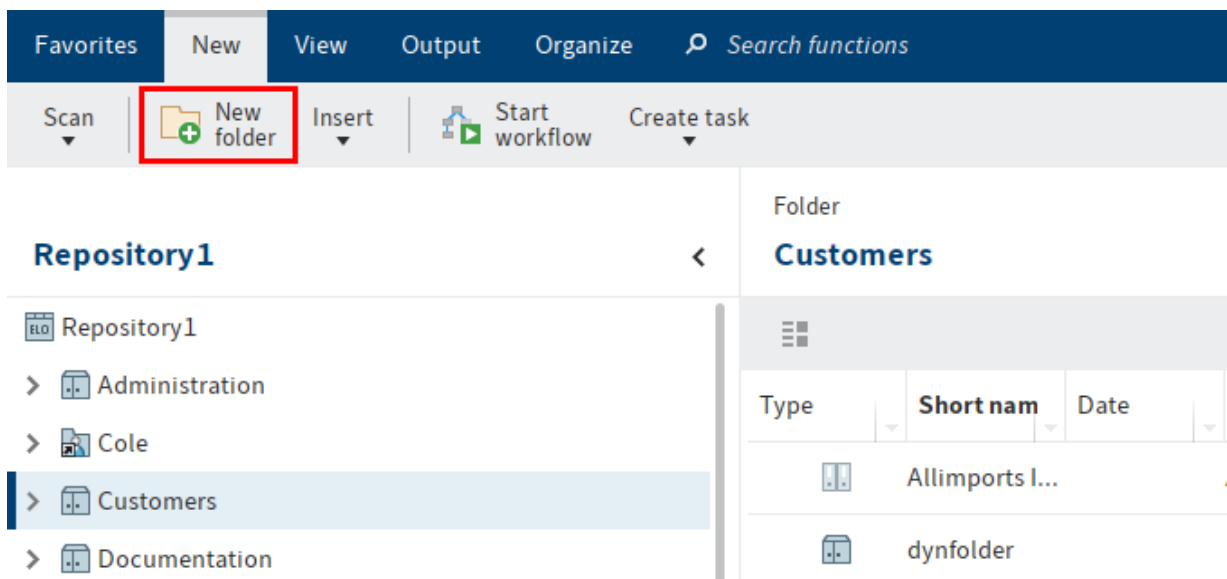 Favorites New View Output Organize Search functions
Scan New folder Insert Start workflow Create task
Folder
Repository1 Customers
ELO Repository1
Administration
Type Short nam Date
Cole
Allimports I...
Customers
dynfolder
Documentation